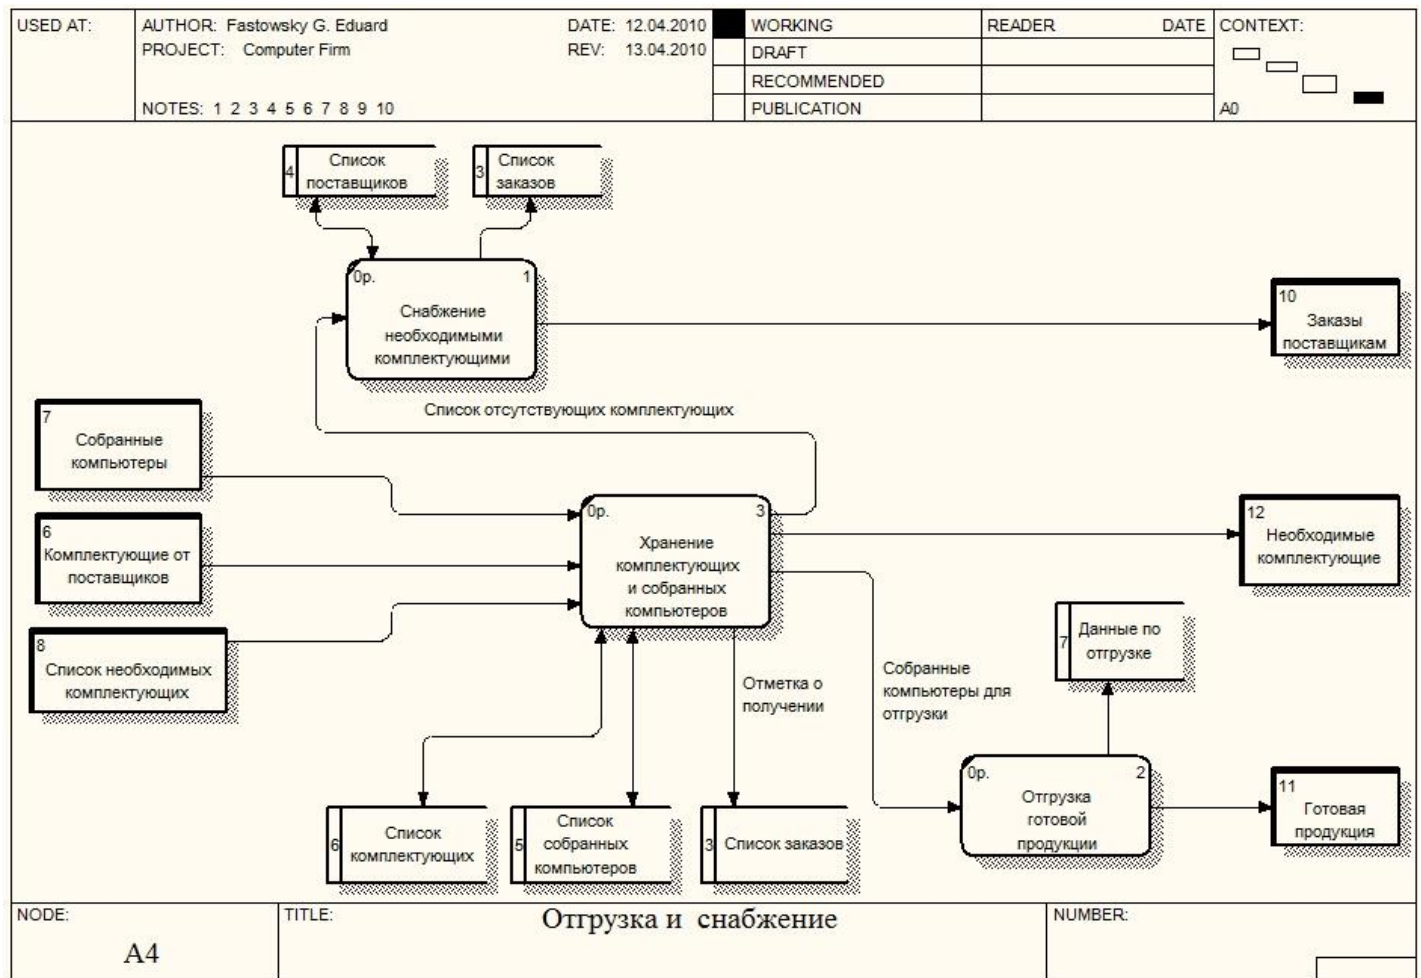 USED AT:
AUTHOR: Fastowsky G. Eduard
DATE: 12.04.2010
PROJECT: Computer Firm
REV: 13.04.2010
NOTES: 1 2 3 4 5 6 7 8 9 10
WORKING
DRAFT
RECOMMENDED
PUBLICATION
READER DATE
CONTEXT:
A0
4
Список
поставщиков
3
Список
заказов
0р. 1
Снабжение
необходимыми
комплектующими
10
Заказы
поставщикам
Список отсутствующих комплектующих
7
Собранные
компьютеры
6
Комплектующие от
поставщиков
8
Список необходимых
комплектующих
0р. 3
Хранение
комплектующих
и собранных
компьютеров
12
Необходимые
комплектующие
7
Данные по
отгрузке
Отметка о
получении
Собранные
компьютеры для
отгрузки
0р. 2
Отгрузка
готовой
продукции
11
Готовая
продукция
6
Список
комплектующих
5
Список
собранных
компьютеров
3
Список заказов
NODE:
A4
TITLE:
Отгрузка и снабжение
NUMBER: